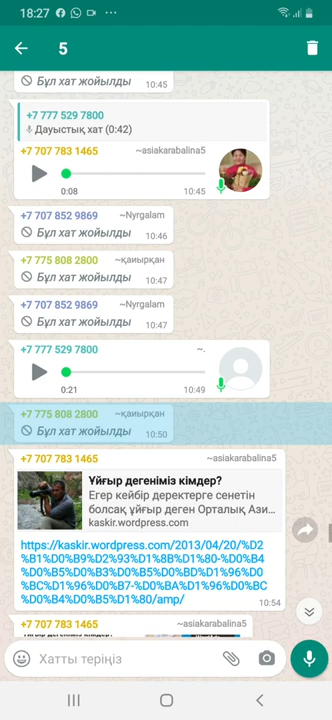 18:27
5
Бұл хат жойылды
10:45
+7 777 529 7800
Дауыстық хат (0:42)
+7 707 783 1465 ~asiakarabalina5
0:08 10:45
+7 707 852 9869 ~Nyrgalam
Бұл хат жойылды 10:46
+7 775 808 2800 ~қаиырқан
Бұл хат жойылды 10:47
+7 707 852 9869 ~Nyrgalam
Бұл хат жойылды 10:47
+7 777 529 7800 ~.
0:21 10:49
+7 775 808 2800 ~қаиырқан
Бұл хат жойылды 10:50
+7 707 783 1465 ~asiakarabalina5
Ұйғыр дегеніміз кімдер?
Егер кейбір деректерге сенетін
болсақ ұйғыр деген Орталық Ази...
kaskir.wordpress.com
https://kaskir.wordpress.com/2013/04/20/%D2
%B1%D0%B9%D2%93%D1%8B%D1%80-%D0%B4
%D0%B5%D0%B3%D0%B5%D0%BD%D1%96%D0
%BC%D1%96%D0%B7-%D0%BA%D1%96%D0%BC
%D0%B4%D0%B5%D1%80/amp/
10:54
+7 707 783 1465 ~asiakarabalina5
Хатты теріңіз